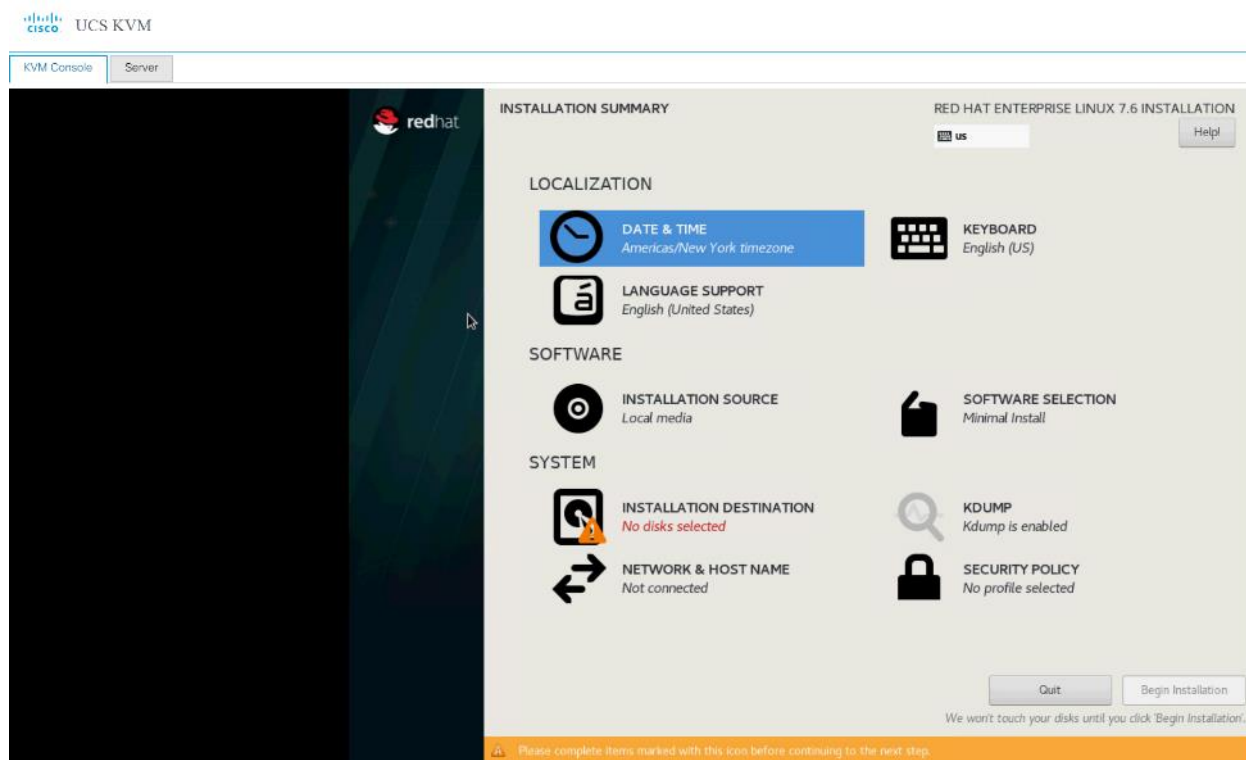 cisco UCS KVM
KVM Console Server
redhat
INSTALLATION SUMMARY
RED HAT ENTERPRISE LINUX 7.6 INSTALLATION
us
Help!
LOCALIZATION
DATE & TIME
Americas/New York timezone
KEYBOARD
English (US)
á
LANGUAGE SUPPORT
English (United States)
SOFTWARE
INSTALLATION SOURCE
Local media
SOFTWARE SELECTION
Minimal Install
SYSTEM
INSTALLATION DESTINATION
No disks selected
KDUMP
Kdump is enabled
NETWORK & HOST NAME
Not connected
SECURITY POLICY
No profile selected
Quit
Begin Installation
We won't touch your disks until you click 'Begin Installation'.
Please complete items marked with this icon before continuing to the next step.